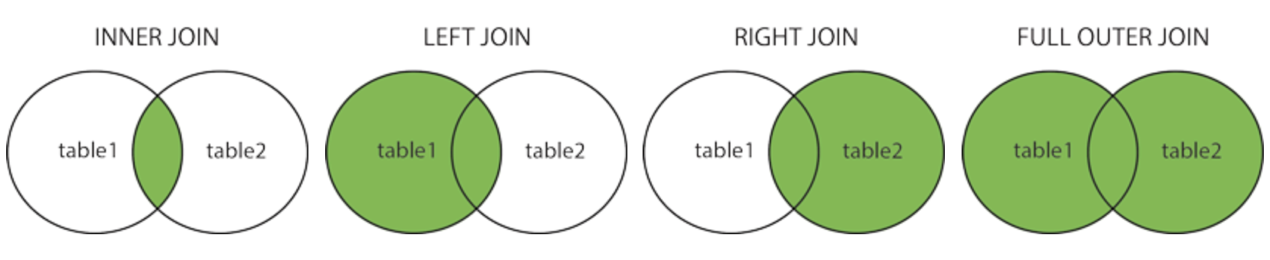 INNER JOIN
LEFT JOIN
RIGHT JOIN
FULL OUTER JOIN
table1
table2
table1
table2
table1
table2
table1
table2